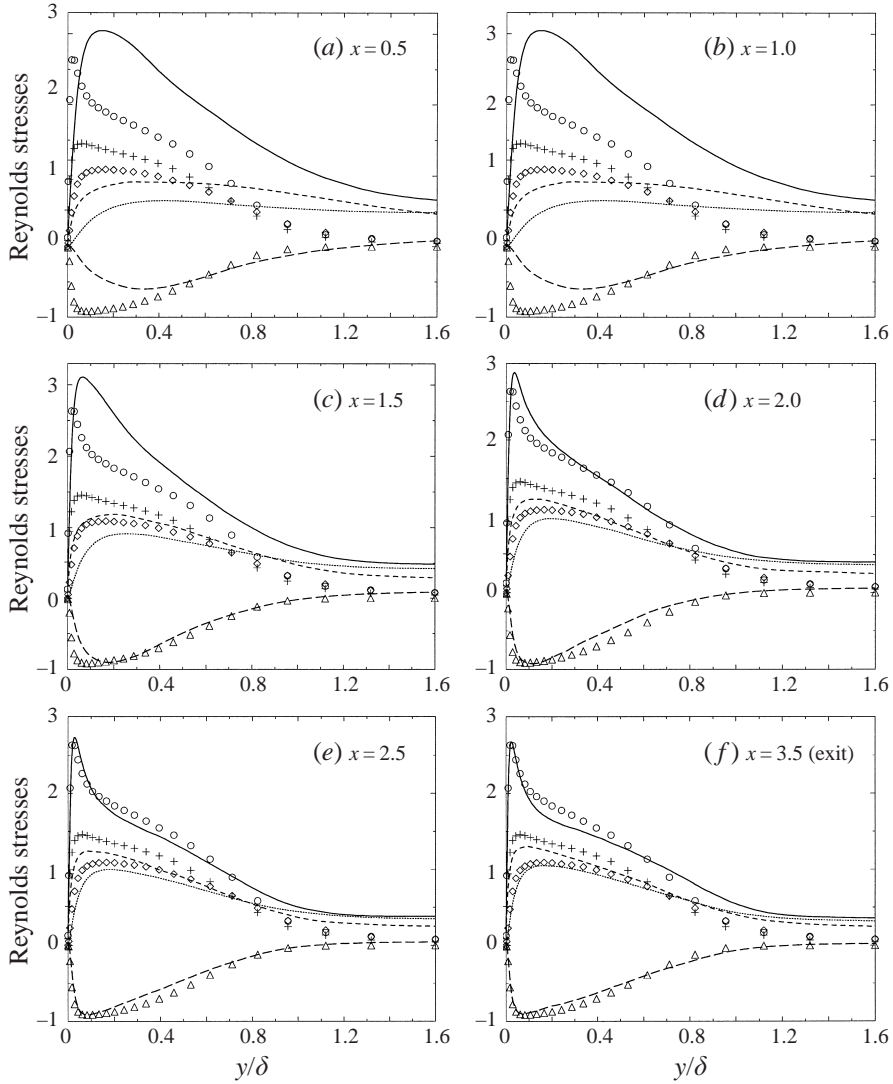 3
2
1
0
–1
Reynolds stresses
(a) x = 0.5
0 0.4 0.8 1.2 1.6
3
2
1
0
–1
(b) x = 1.0
0 0.4 0.8 1.2 1.6
3
2
1
0
–1
Reynolds stresses
(c) x = 1.5
0 0.4 0.8 1.2 1.6
3
2
1
0
–1
(d) x = 2.0
0 0.4 0.8 1.2 1.6
3
2
1
0
–1
Reynolds stresses
(e) x = 2.5
0 0.4 0.8 1.2 1.6
y/δ
3
2
1
0
–1
(f) x = 3.5 (exit)
0 0.4 0.8 1.2 1.6
y/δ